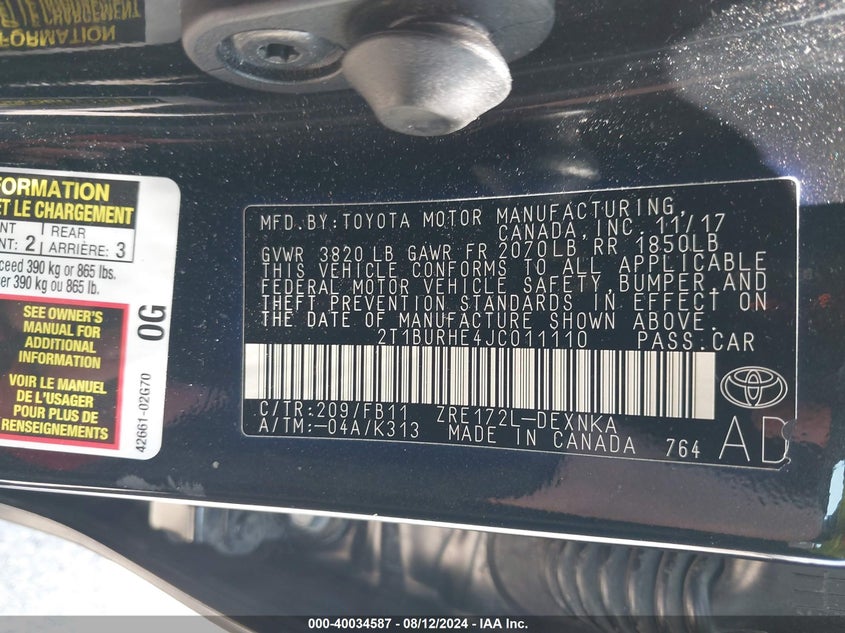 FORMATION
ET LE CHARGEMENT
REAR
ARRIÈRE: 3
NT: 2
390 kg or 865 lbs.
er 390 kg ou 865 lb.
SEE OWNER'S
MANUAL FOR
ADDITIONAL
INFORMATION
VOIR LE MANUEL
POUR PLUS DE
RENSEIGNEMENTS
0G
42661-02G70
MFD. BY: TOYOTA MOTOR MANUFACTURING,
CANADA, INC. 11/17
GVWR 3820 LB GAWR FR 2070LB, RR 1850LB
THIS VEHICLE CONFORMS TO ALL APPLICABLE
FEDERAL MOTOR VEHICLE SAFETY, BUMPER, AND
THEFT PREVENTION STANDARDS IN EFFECT ON
THE DATE OF MANUFACTURE SHOWN ABOVE.
2T1BURHE4JC011110 PASS. CAR
C/TR: 209/FB11 ZRE172L-DEXNKA
A/TM: -04A/K313 MADE IN CANADA 764
AD
000-40034587 - 08/12/2024 - IAA Inc.